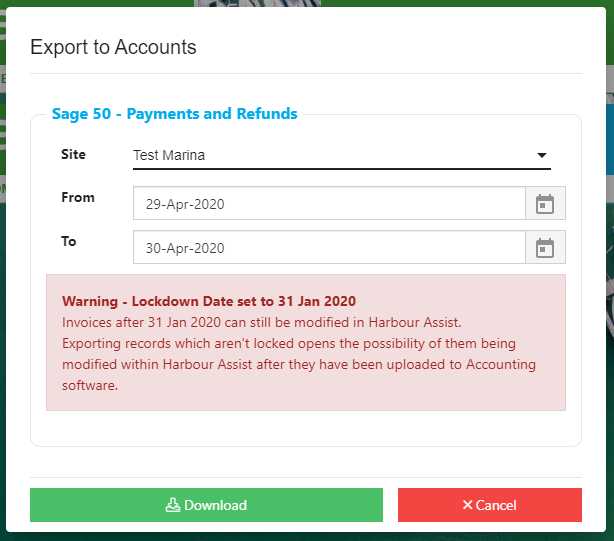 Export to Accounts
Sage 50 - Payments and Refunds
Site Test Marina
From 29-Apr-2020
To 30-Apr-2020
Warning - Lockdown Date set to 31 Jan 2020
Invoices after 31 Jan 2020 can still be modified in Harbour Assist.
Exporting records which aren't locked opens the possibility of them being
modified within Harbour Assist after they have been uploaded to Accounting
software.
Download Cancel